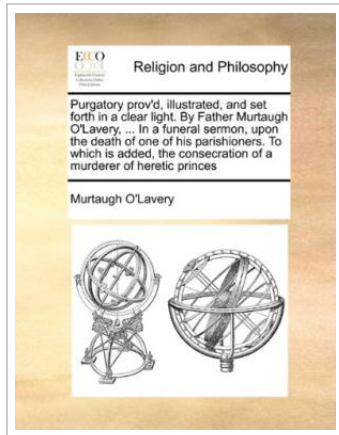 ECCO
Religion and Philosophy
Purgatory prov'd, illustrated, and set
forth in a clear light. By Father Murtaugh
O'Lavery, ... In a funeral sermon, upon
the death of one of his parishioners. To
which is added, the consecration of a
murderer of heretic princes
Murtaugh O'Lavery